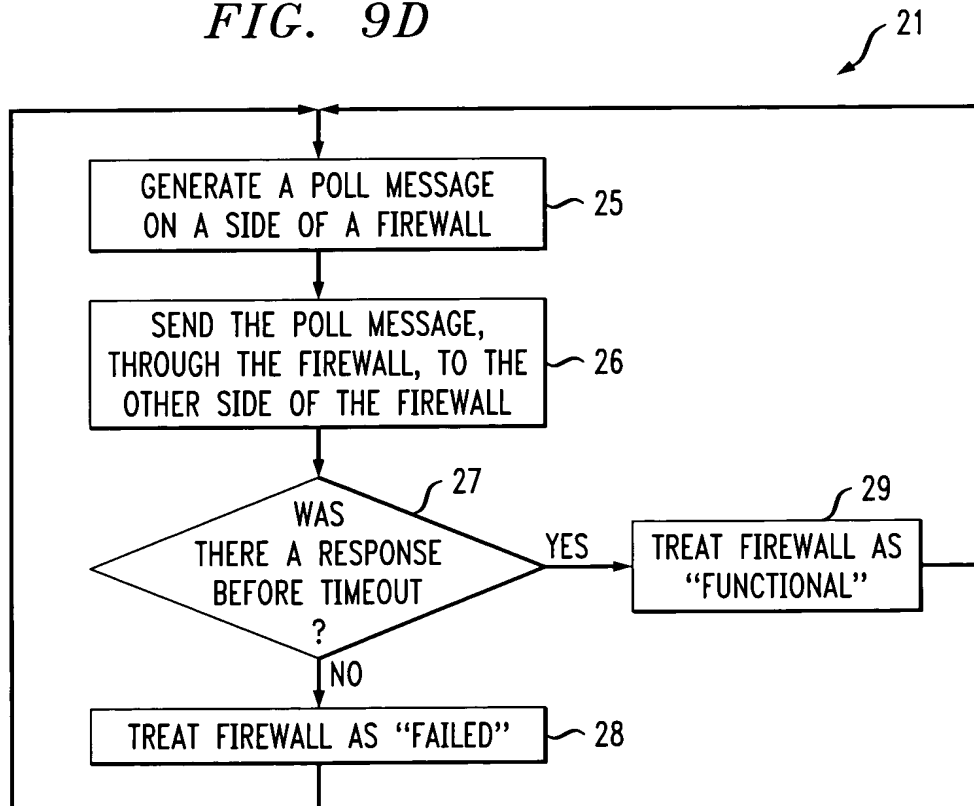 FIG. 9D
21
GENERATE A POLL MESSAGE
ON A SIDE OF A FIREWALL
25
SEND THE POLL MESSAGE,
THROUGH THE FIREWALL, TO THE
OTHER SIDE OF THE FIREWALL
26
27
WAS
THERE A RESPONSE
BEFORE TIMEOUT
?
YES
29
TREAT FIREWALL AS
“FUNCTIONAL”
NO
TREAT FIREWALL AS “FAILED”
28